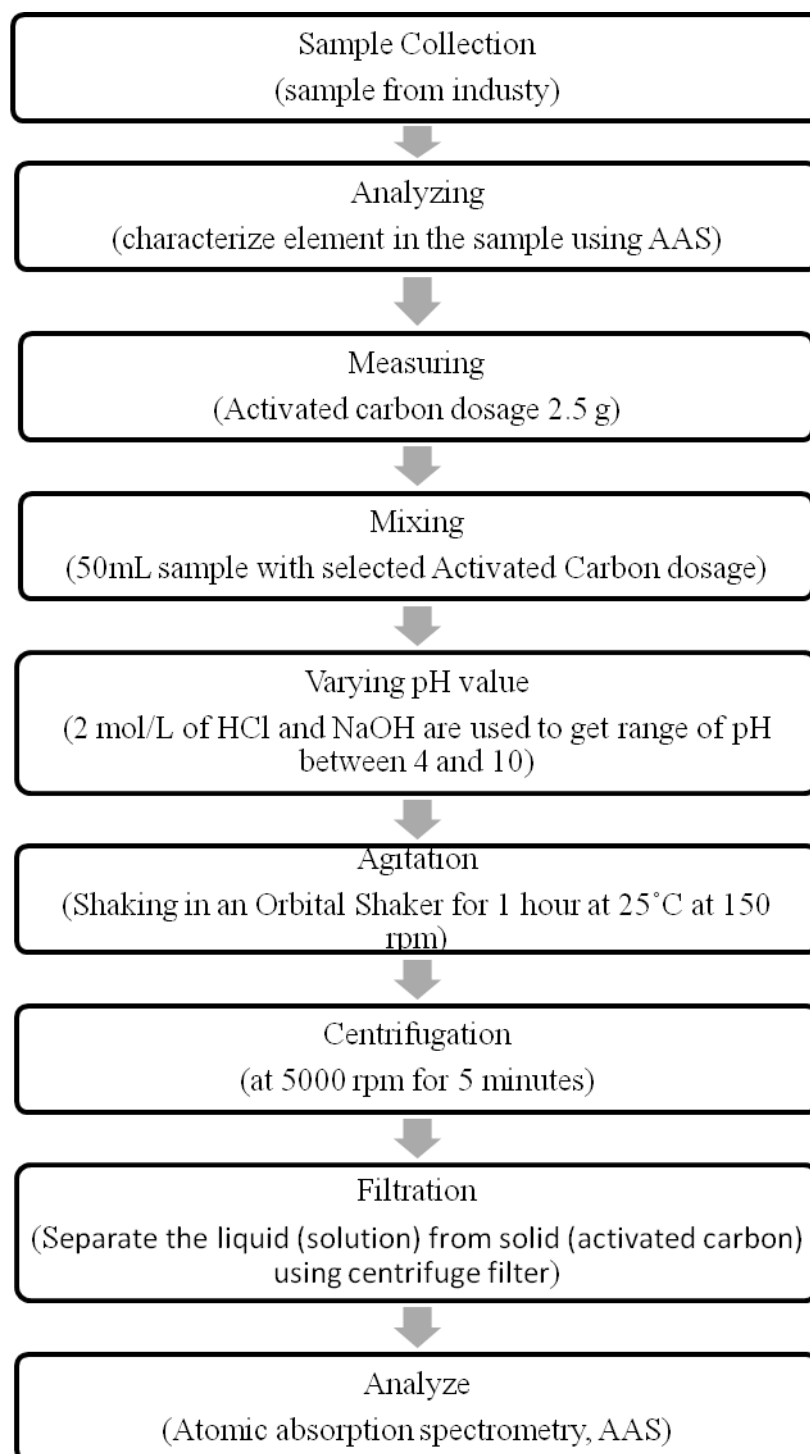 Sample Collection
(sample from industy)
Analyzing
(characterize element in the sample using AAS)
Measuring
(Activated carbon dosage 2.5 g)
Mixing
(50mL sample with selected Activated Carbon dosage)
Varying pH value
(2 mol/L of HCl and NaOH are used to get range of pH
between 4 and 10)
Agitation
(Shaking in an Orbital Shaker for 1 hour at 25˚C at 150
rpm)
Centrifugation
(at 5000 rpm for 5 minutes)
Filtration
(Separate the liquid (solution) from solid (activated carbon)
using centrifuge filter)
Analyze
(Atomic absorption spectrometry, AAS)